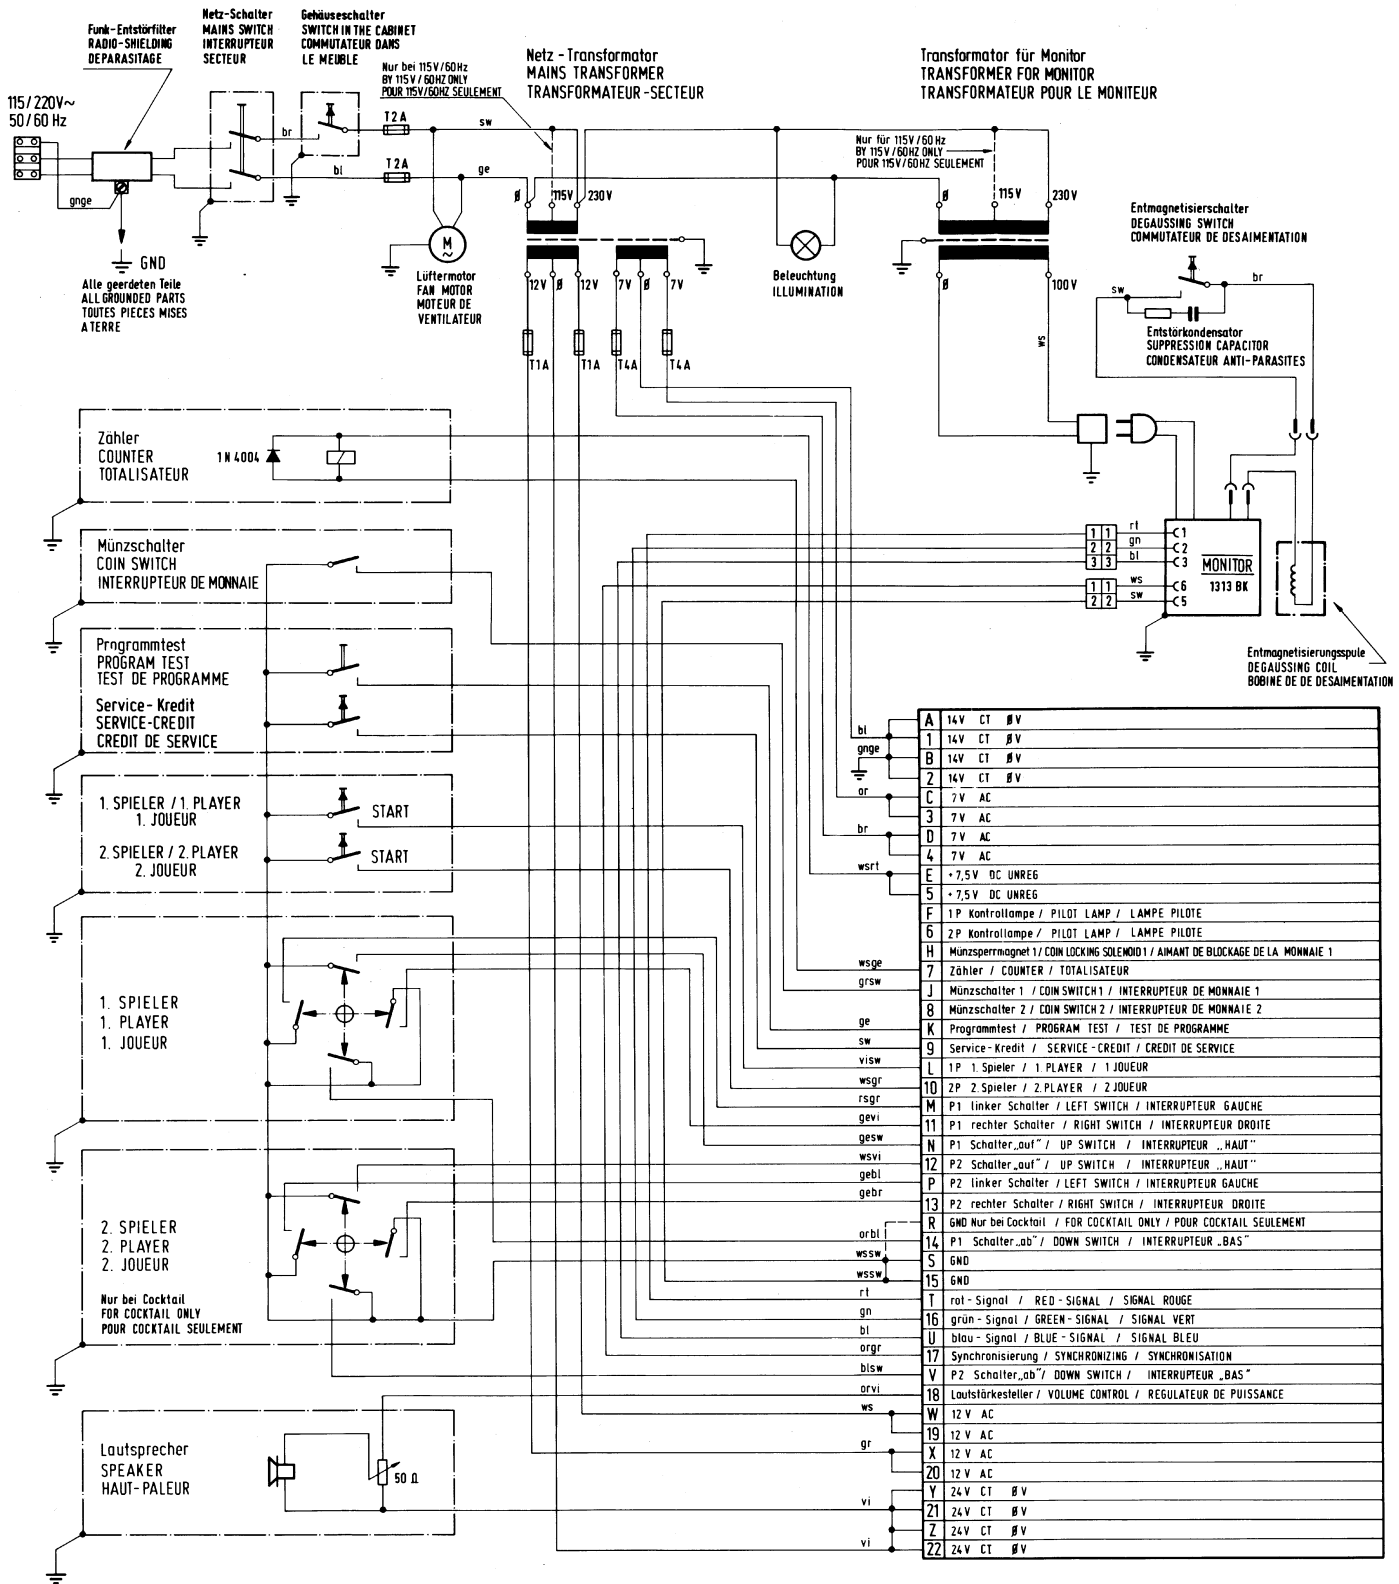 Netz-Schalter
MAINS SWITCH
INTERRUPTEUR
SECTEUR
Gehäuseschalter
SWITCH IN THE CABINET
COMMUTATEUR DANS
LE MEUBLE
Funk-Entstörfilter
RADIO-SHIELDING
DEPARASITAGE
Nur bei 115V/60Hz
BY 115V/60HZ ONLY
POUR 115V/60HZ SEULEMENT
Netz-Transformator
MAINS TRANSFORMER
TRANSFORMATEUR-SECTEUR
Transformator für Monitor
TRANSFORMER FOR MONITOR
TRANSFORMATEUR POUR LE MONITEUR
115/220V~
50/60 Hz
br
T2A
sw
bl
T2A
ge
gnge
Nur für 115V/60 Hz
BY 115V/60HZ ONLY
POUR 115V/60HZ SEULEMENT
Ø
115V
230V
Ø
115V
230V
GND
Alle geerdeten Teile
ALL GROUNDED PARTS
TOUTES PIECES MISES
A TERRE
M
~
Lüftermotor
FAN MOTOR
MOTEUR DE
VENTILATEUR
12V
Ø
12V
7V
Ø
7V
T1A
T1A
T4A
T4A
Beleuchtung
ILLUMINATION
Ø
100V
ws
Entmagnetisierschalter
DEGAUSSING SWITCH
COMMUTATEUR DE DESAIMENTATION
sw
br
Entstörkondensator
SUPPRESSION CAPACITOR
CONDENSATEUR ANTI-PARASITES
Zähler
COUNTER
TOTALISATEUR
1N4004
Münzschalter
COIN SWITCH
INTERRUPTEUR DE MONNAIE
1 1 rt 1
2 2 gn 2
3 3 bl 3
1 1 ws 6
2 2 sw 5
MONITOR
1313 BK
Entmagnetisierungsspule
DEGAUSSING COIL
BOBINE DE DE DESAIMENTATION
Programmtest
PROGRAM TEST
TEST DE PROGRAMME
Service-Kredit
SERVICE-CREDIT
CREDIT DE SERVICE
1. SPIELER / 1. PLAYER
1. JOUEUR
START
2. SPIELER / 2. PLAYER
2. JOUEUR
START
1. SPIELER
1. PLAYER
1. JOUEUR
2. SPIELER
2. PLAYER
2. JOUEUR
Nur bei Cocktail
FOR COCKTAIL ONLY
POUR COCKTAIL SEULEMENT
Lautsprecher
SPEAKER
HAUT-PALEUR
50 Ω
A 14V CT ØV
bl 1 14V CT ØV
gnge B 14V CT ØV
2 14V CT ØV
or C 7V AC
3 7V AC
br D 7V AC
4 7V AC
wsrt E +7,5V DC UNREG
5 +7,5V DC UNREG
F 1P Kontrollampe / PILOT LAMP / LAMPE PILOTE
6 2P Kontrollampe / PILOT LAMP / LAMPE PILOTE
H Münzsperrmagnet 1 / COIN LOCKING SOLENOID 1 / AIMANT DE BLOCKAGE DE LA MONNAIE 1
wsge 7 Zähler / COUNTER / TOTALISATEUR
grsw J Münzschalter 1 / COIN SWITCH 1 / INTERRUPTEUR DE MONNAIE 1
8 Münzschalter 2 / COIN SWITCH 2 / INTERRUPTEUR DE MONNAIE 2
ge K Programmtest / PROGRAM TEST / TEST DE PROGRAMME
sw 9 Service-Kredit / SERVICE-CREDIT / CREDIT DE SERVICE
visw L 1P 1. Spieler / 1. PLAYER / 1 JOUEUR
wsgr 10 2P 2. Spieler / 2. PLAYER / 2 JOUEUR
rsgr M P1 linker Schalter / LEFT SWITCH / INTERRUPTEUR GAUCHE
gevi 11 P1 rechter Schalter / RIGHT SWITCH / INTERRUPTEUR DROITE
gesw N P1 Schalter „auf" / UP SWITCH / INTERRUPTEUR „HAUT"
wsvi 12 P2 Schalter „auf" / UP SWITCH / INTERRUPTEUR „HAUT"
gebl P P2 linker Schalter / LEFT SWITCH / INTERRUPTEUR GAUCHE
gebr 13 P2 rechter Schalter / RIGHT SWITCH / INTERRUPTEUR DROITE
R GND Nur bei Cocktail / FOR COCKTAIL ONLY / POUR COCKTAIL SEULEMENT
orbl 14 P1 Schalter „ab" / DOWN SWITCH / INTERRUPTEUR „BAS"
wssw S GND
wssw 15 GND
rt T rot-Signal / RED-SIGNAL / SIGNAL ROUGE
gn 16 grün-Signal / GREEN-SIGNAL / SIGNAL VERT
bl U blau-Signal / BLUE-SIGNAL / SIGNAL BLEU
orgr 17 Synchronisierung / SYNCHRONIZING / SYNCHRONISATION
blsw V P2 Schalter „ab" / DOWN SWITCH / INTERRUPTEUR „BAS"
orvi 18 Lautstärkesteller / VOLUME CONTROL / REGULATEUR DE PUISSANCE
ws W 12V AC
19 12V AC
gr X 12V AC
20 12V AC
Y 24V CT ØV
vi 21 24V CT ØV
Z 24V CT ØV
vi 22 24V CT ØV